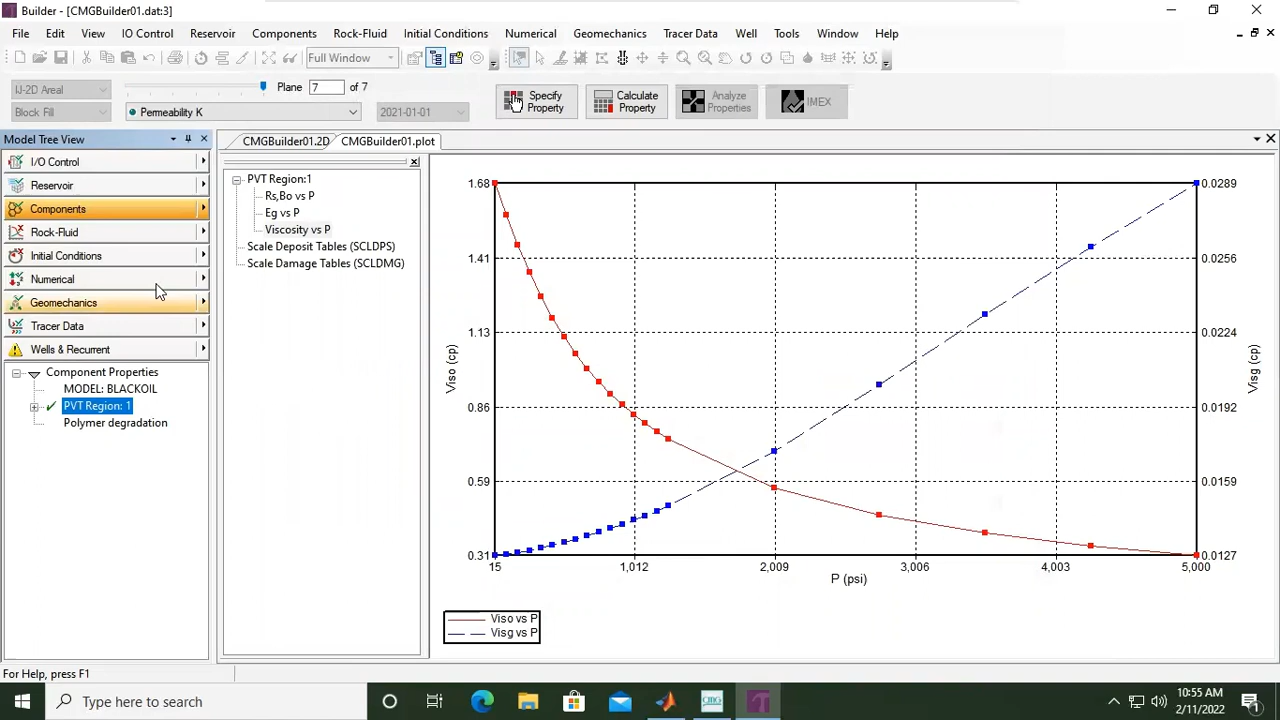 Builder - [CMGBuilder01.dat:3]
File Edit View IO Control Reservoir Components Rock-Fluid Initial Conditions Numerical Geomechanics Tracer Data Well Tools Window Help
Full Window
IJ-2D Areal
Plane 7 of 7
Block Fill
Permeability K
2021-01-01
Specify Property
Calculate Property
Analyze Properties
IMEX
Model Tree View
I/O Control
Reservoir
Components
Rock-Fluid
Initial Conditions
Numerical
Geomechanics
Tracer Data
Wells & Recurrent
Component Properties
MODEL: BLACKOIL
PVT Region: 1
Polymer degradation
CMGBuilder01.2D
CMGBuilder01.plot
PVT Region:1
Rs,Bo vs P
Eg vs P
Viscosity vs P
Scale Deposit Tables (SCLDPS)
Scale Damage Tables (SCLDMG)
Viso (cp)
1.68
1.41
1.13
0.86
0.59
0.31
15 1,012 2,009 3,006 4,003 5,000
P (psi)
0.0289
0.0256
0.0224
0.0192
0.0159
0.0127
Visg (cp)
Viso vs P
Visg vs P
For Help, press F1
Type here to search
10:55 AM
2/11/2022
1